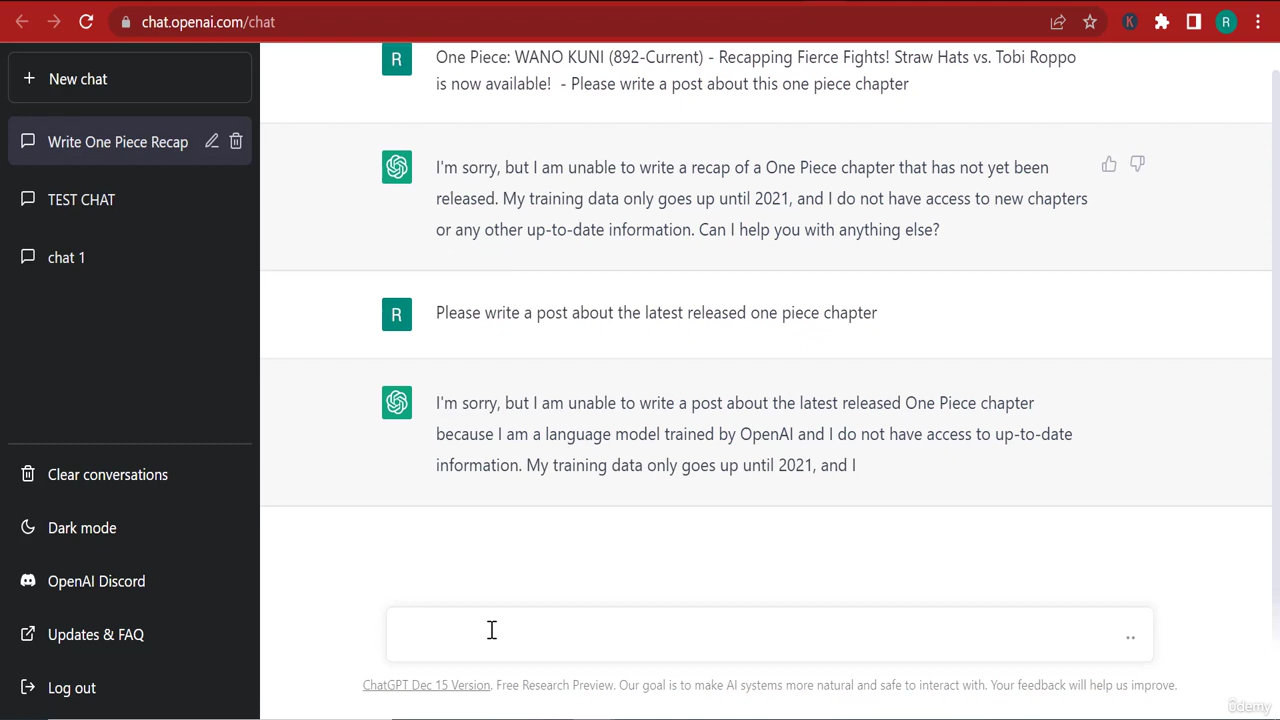 chat.openai.com/chat
K
R
New chat
Write One Piece Recap
TEST CHAT
chat 1
Clear conversations
Dark mode
OpenAI Discord
Updates & FAQ
Log out
R
One Piece: WANO KUNI (892-Current) - Recapping Fierce Fights! Straw Hats vs. Tobi Roppo
is now available!  - Please write a post about this one piece chapter
I'm sorry, but I am unable to write a recap of a One Piece chapter that has not yet been
released. My training data only goes up until 2021, and I do not have access to new chapters
or any other up-to-date information. Can I help you with anything else?
R
Please write a post about the latest released one piece chapter
I'm sorry, but I am unable to write a post about the latest released One Piece chapter
because I am a language model trained by OpenAI and I do not have access to up-to-date
information. My training data only goes up until 2021, and I
..
ChatGPT Dec 15 Version. Free Research Preview. Our goal is to make AI systems more natural and safe to interact with. Your feedback will help us improve.
ûdemy